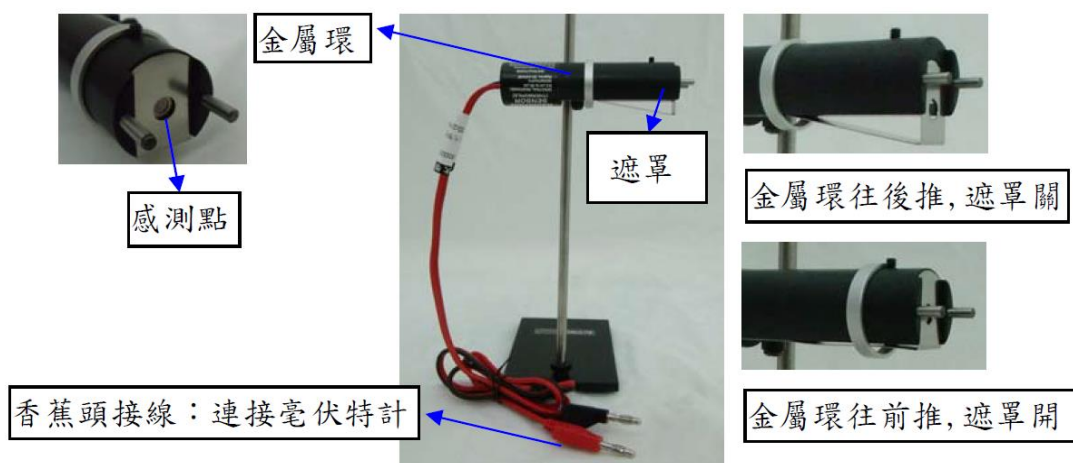 金屬環
遮罩
感測點
金屬環往後推,遮罩關
金屬環往前推,遮罩開
香蕉頭接線：連接毫伏特計
SENSOR